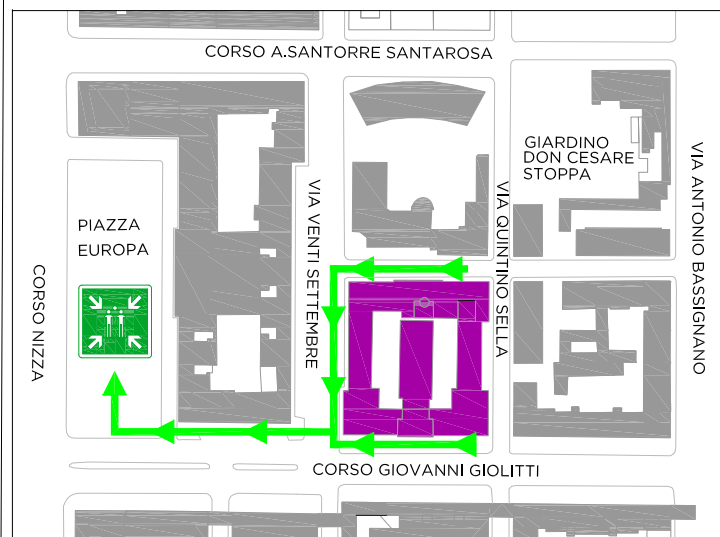 CORSO A.SANTORRE SANTAROSA
GIARDINO
DON CESARE
STOPPA
VIA ANTONIO BASSIGNANO
VIA QUINTINO SELLA
VIA VENTI SETTEMBRE
PIAZZA
EUROPA
CORSO NIZZA
CORSO GIOVANNI GIOLITTI